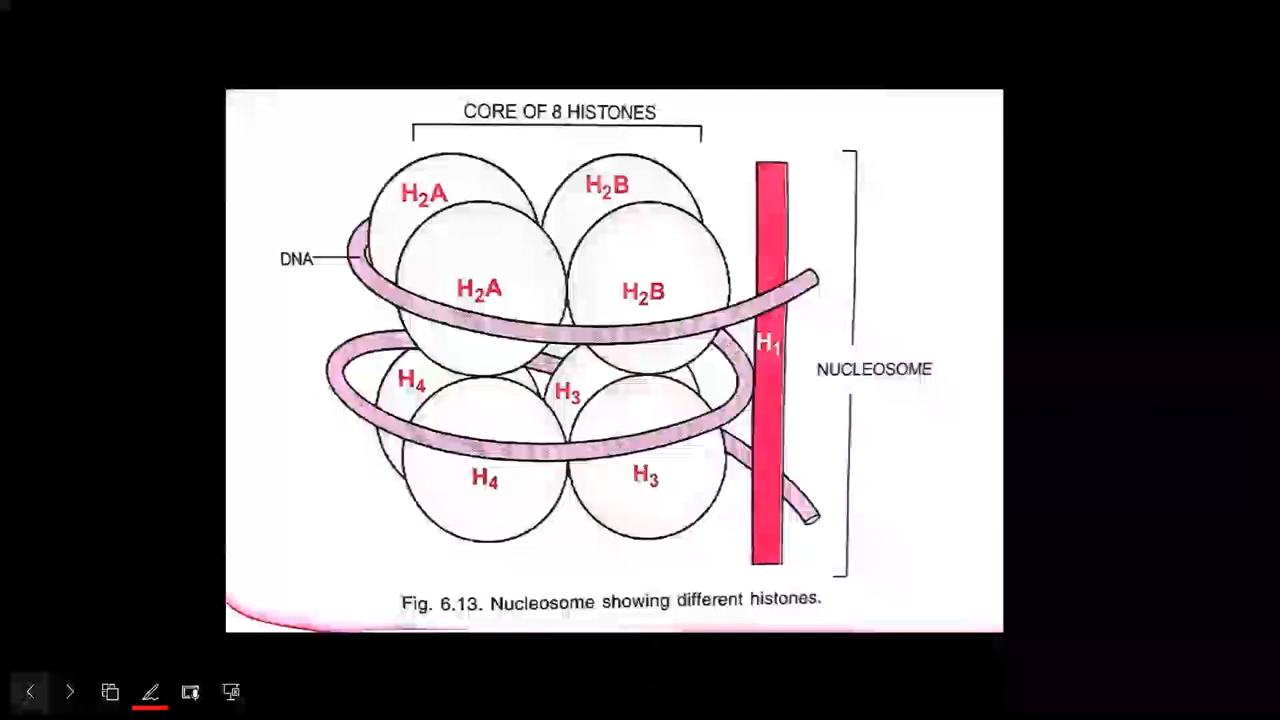 CORE OF 8 HISTONES
H₂A
H₂B
DNA
H₂A
H₂B
H₁
NUCLEOSOME
H₄
H₃
H₄
H₃
Fig. 6.13. Nucleosome showing different histones.